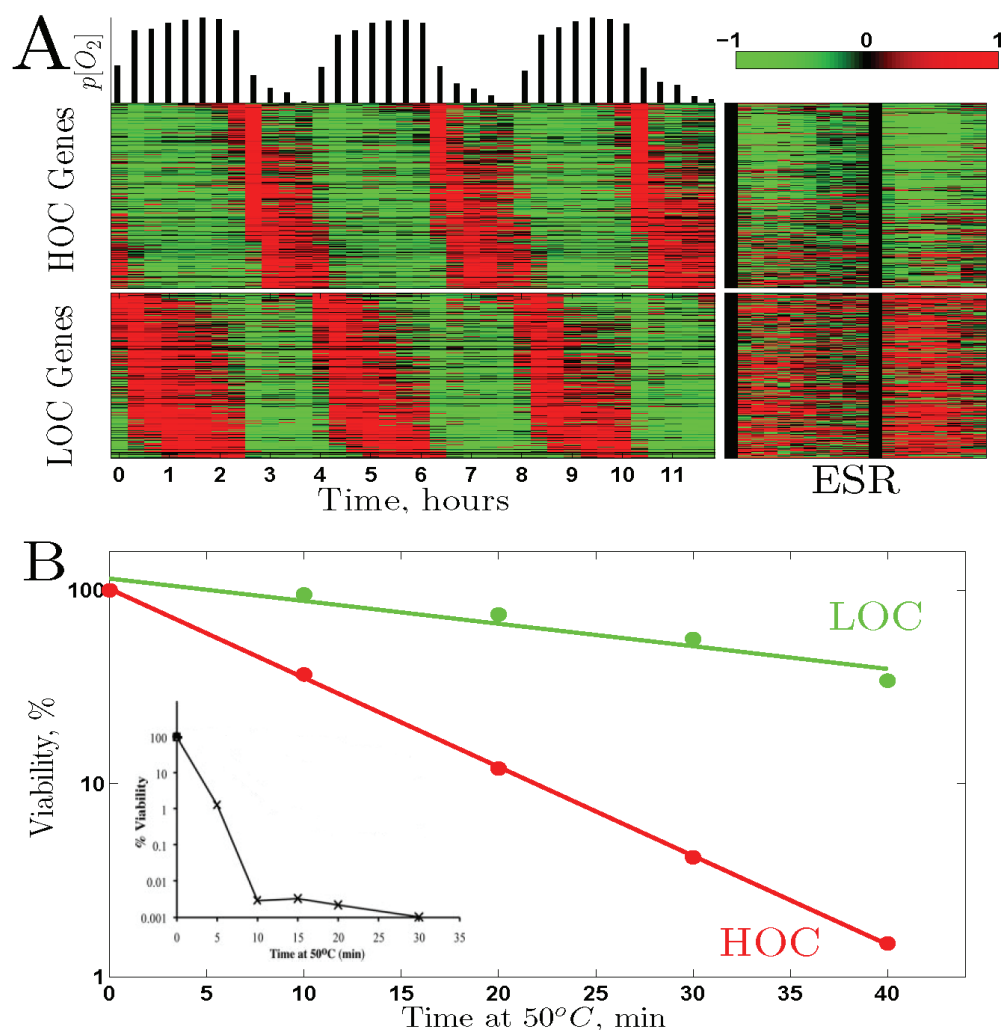 A
p[O₂]
−1 0 1
HOC Genes
LOC Genes
0 1 2 3 4 5 6 7 8 9 10 11
Time, hours
ESR
B
100
10
1
Viability, %
LOC
HOC
100
10
1
0.1
0.01
0.001
% Viability
0 5 10 15 20 30 35
Time at 50ºC (min)
0 5 10 15 20 25 30 35 40
Time at 50°C, min